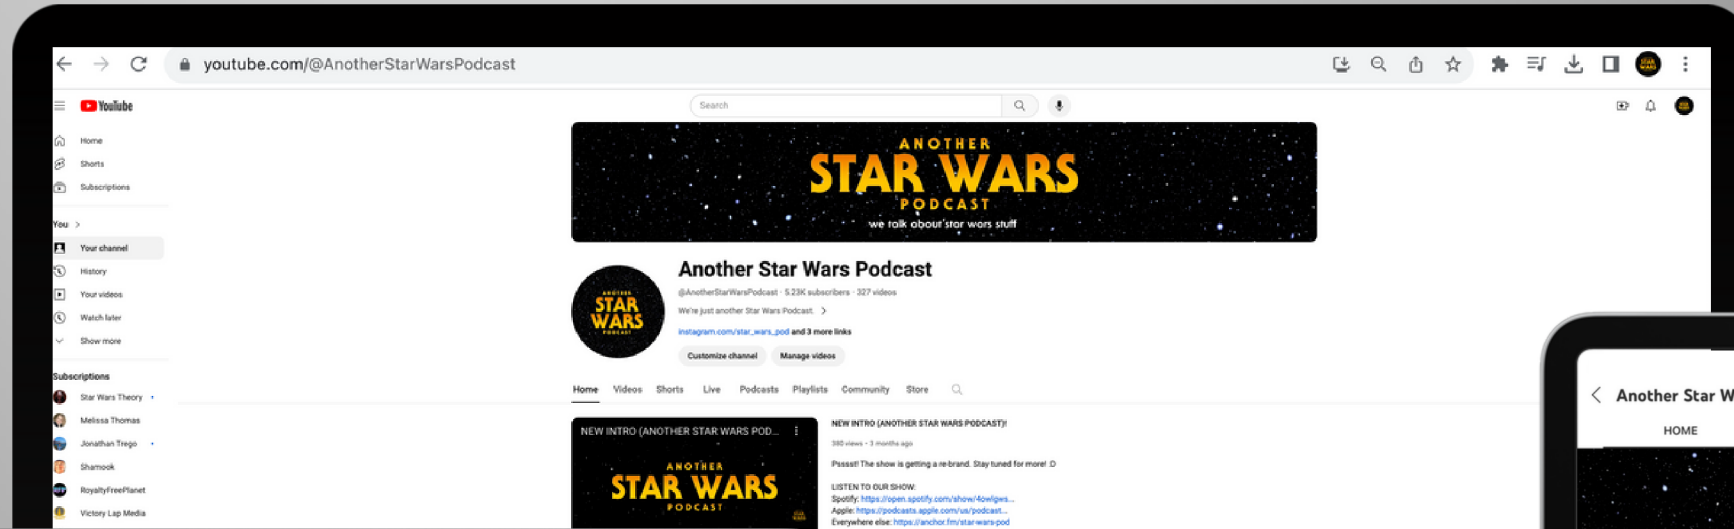 youtube.com/@AnotherStarWarsPodcast
YouTube
Search
Home
Shorts
Subscriptions
You
Your channel
History
Your videos
Watch later
Show more
Subscriptions
Star Wars Theory
Melissa Thomas
Jonathan Trego
Shamook
RoyaltyFreePlanet
Victory Lap Media
ANOTHER
STAR WARS
PODCAST
we talk about star wars stuff
ANOTHER
STAR
WARS
PODCAST
Another Star Wars Podcast
@AnotherStarWarsPodcast · 5.23K subscribers · 327 videos
We're just another Star Wars Podcast.
instagram.com/star_wars_pod and 3 more links
Customize channel
Manage videos
Home Videos Shorts Live Podcasts Playlists Community Store
NEW INTRO (ANOTHER STAR WARS POD...
ANOTHER
STAR WARS
PODCAST
NEW INTRO (ANOTHER STAR WARS PODCAST)!
380 views · 3 months ago
Psssst! The show is getting a re-brand. Stay tuned for more! :D
LISTEN TO OUR SHOW:
Spotify: https://open.spotify.com/show/4owlgws...
Apple: https://podcasts.apple.com/us/podcast...
Everywhere else: https://anchor.fm/star-wars-pod
Another Star W
HOME